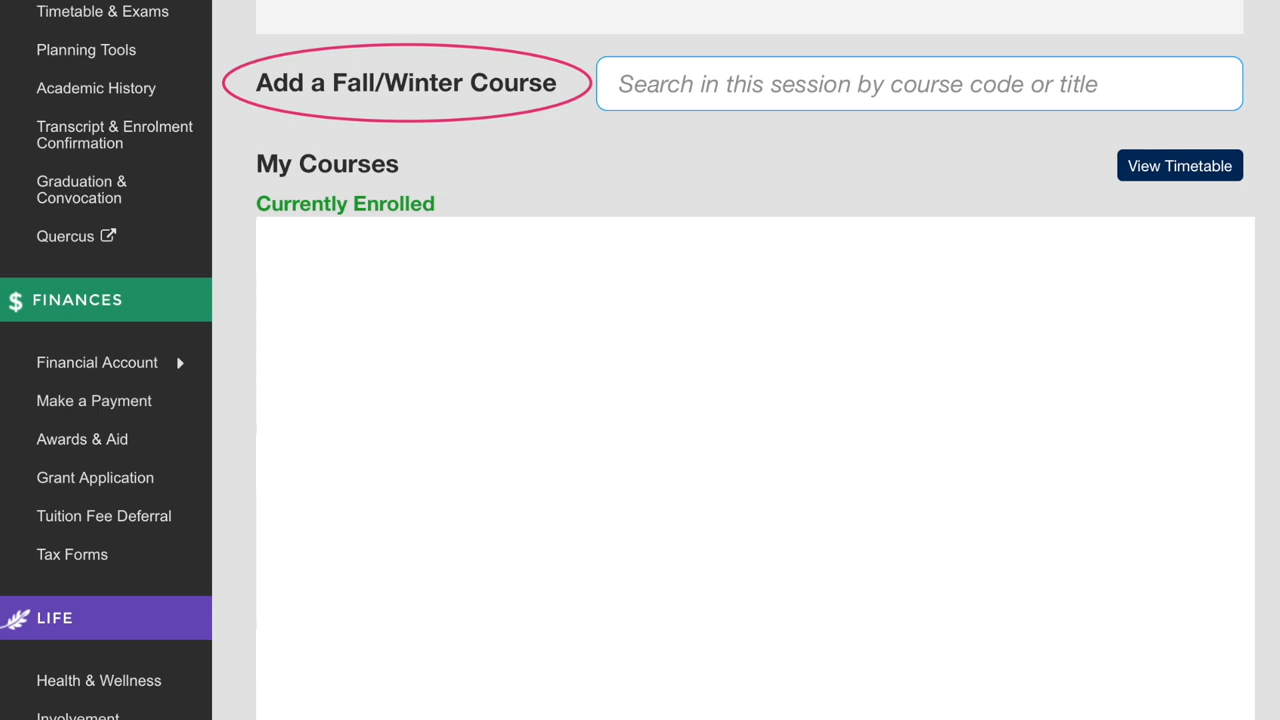 Timetable & Exams
Planning Tools
Academic History
Transcript & Enrolment
Confirmation
Graduation &
Convocation
Quercus
$ FINANCES
Financial Account
Make a Payment
Awards & Aid
Grant Application
Tuition Fee Deferral
Tax Forms
LIFE
Health & Wellness
Involvement
Add a Fall/Winter Course
Search in this session by course code or title
My Courses
View Timetable
Currently Enrolled